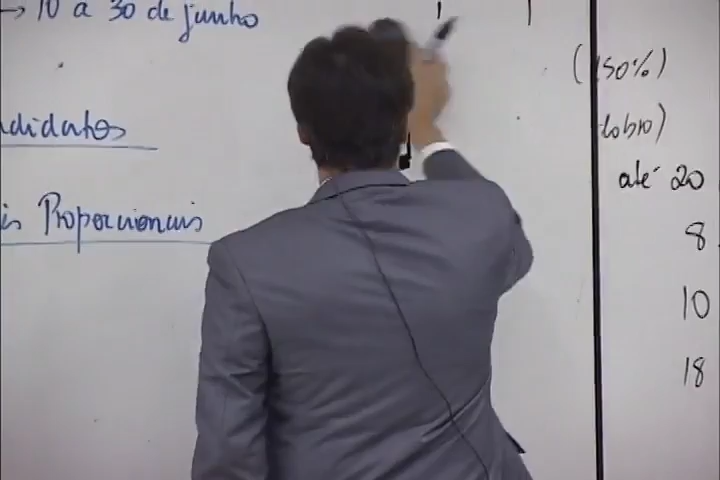 → 10 a 30 de junho
(150%)
ndidatos
dobro)
até 20
is Proporcionais
8
10
18